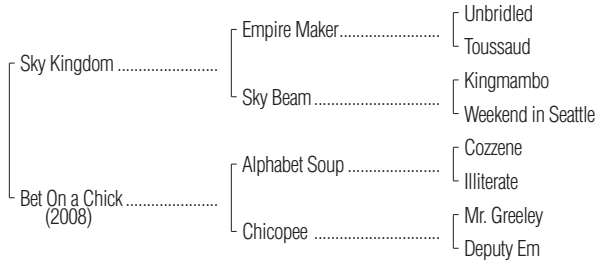 Unbridled
Empire Maker
Toussaud
Sky Kingdom
Kingmambo
Sky Beam
Weekend in Seattle
Cozzene
Alphabet Soup
Illiterate
Bet On a Chick
(2008)
Mr. Greeley
Chicopee
Deputy Em